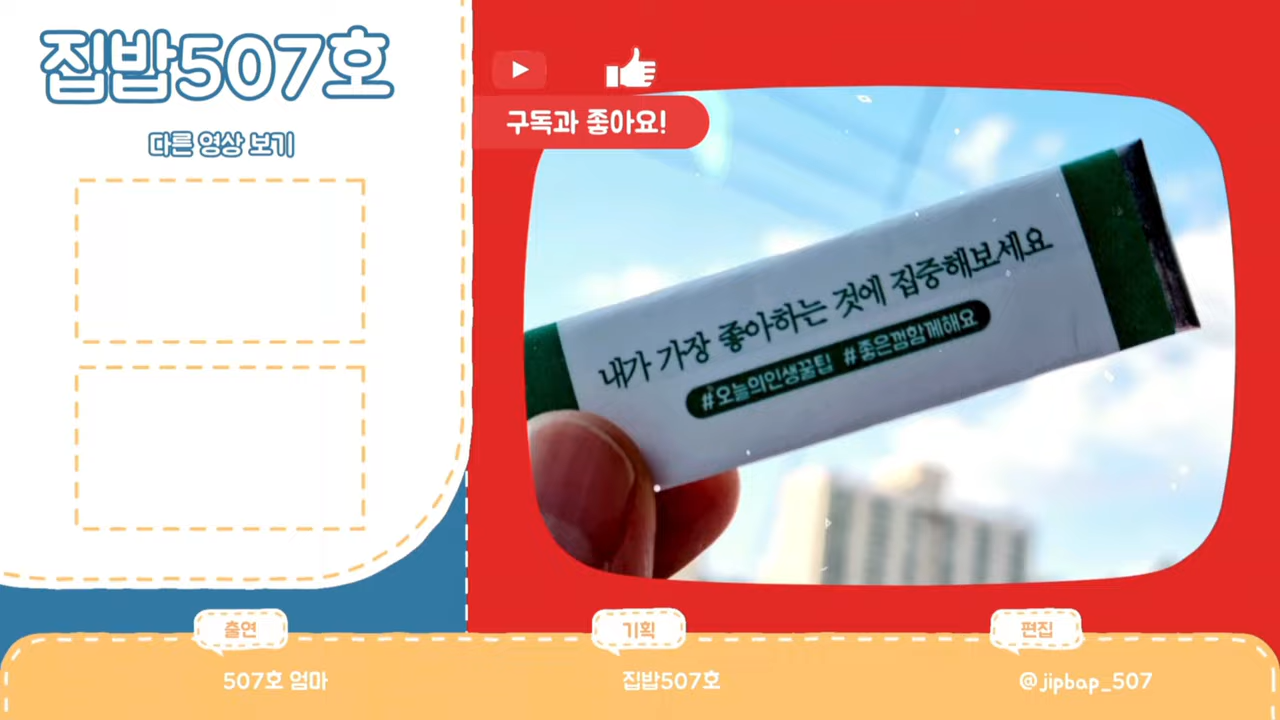 집밥507호
다른 영상 보기
구독과 좋아요!
내가 가장 좋아하는 것에 집중해보세요
#오늘의인생꿀팁 #좋은껌함께해요
출연
507호 엄마
기획
집밥507호
편집
@jipbap_507